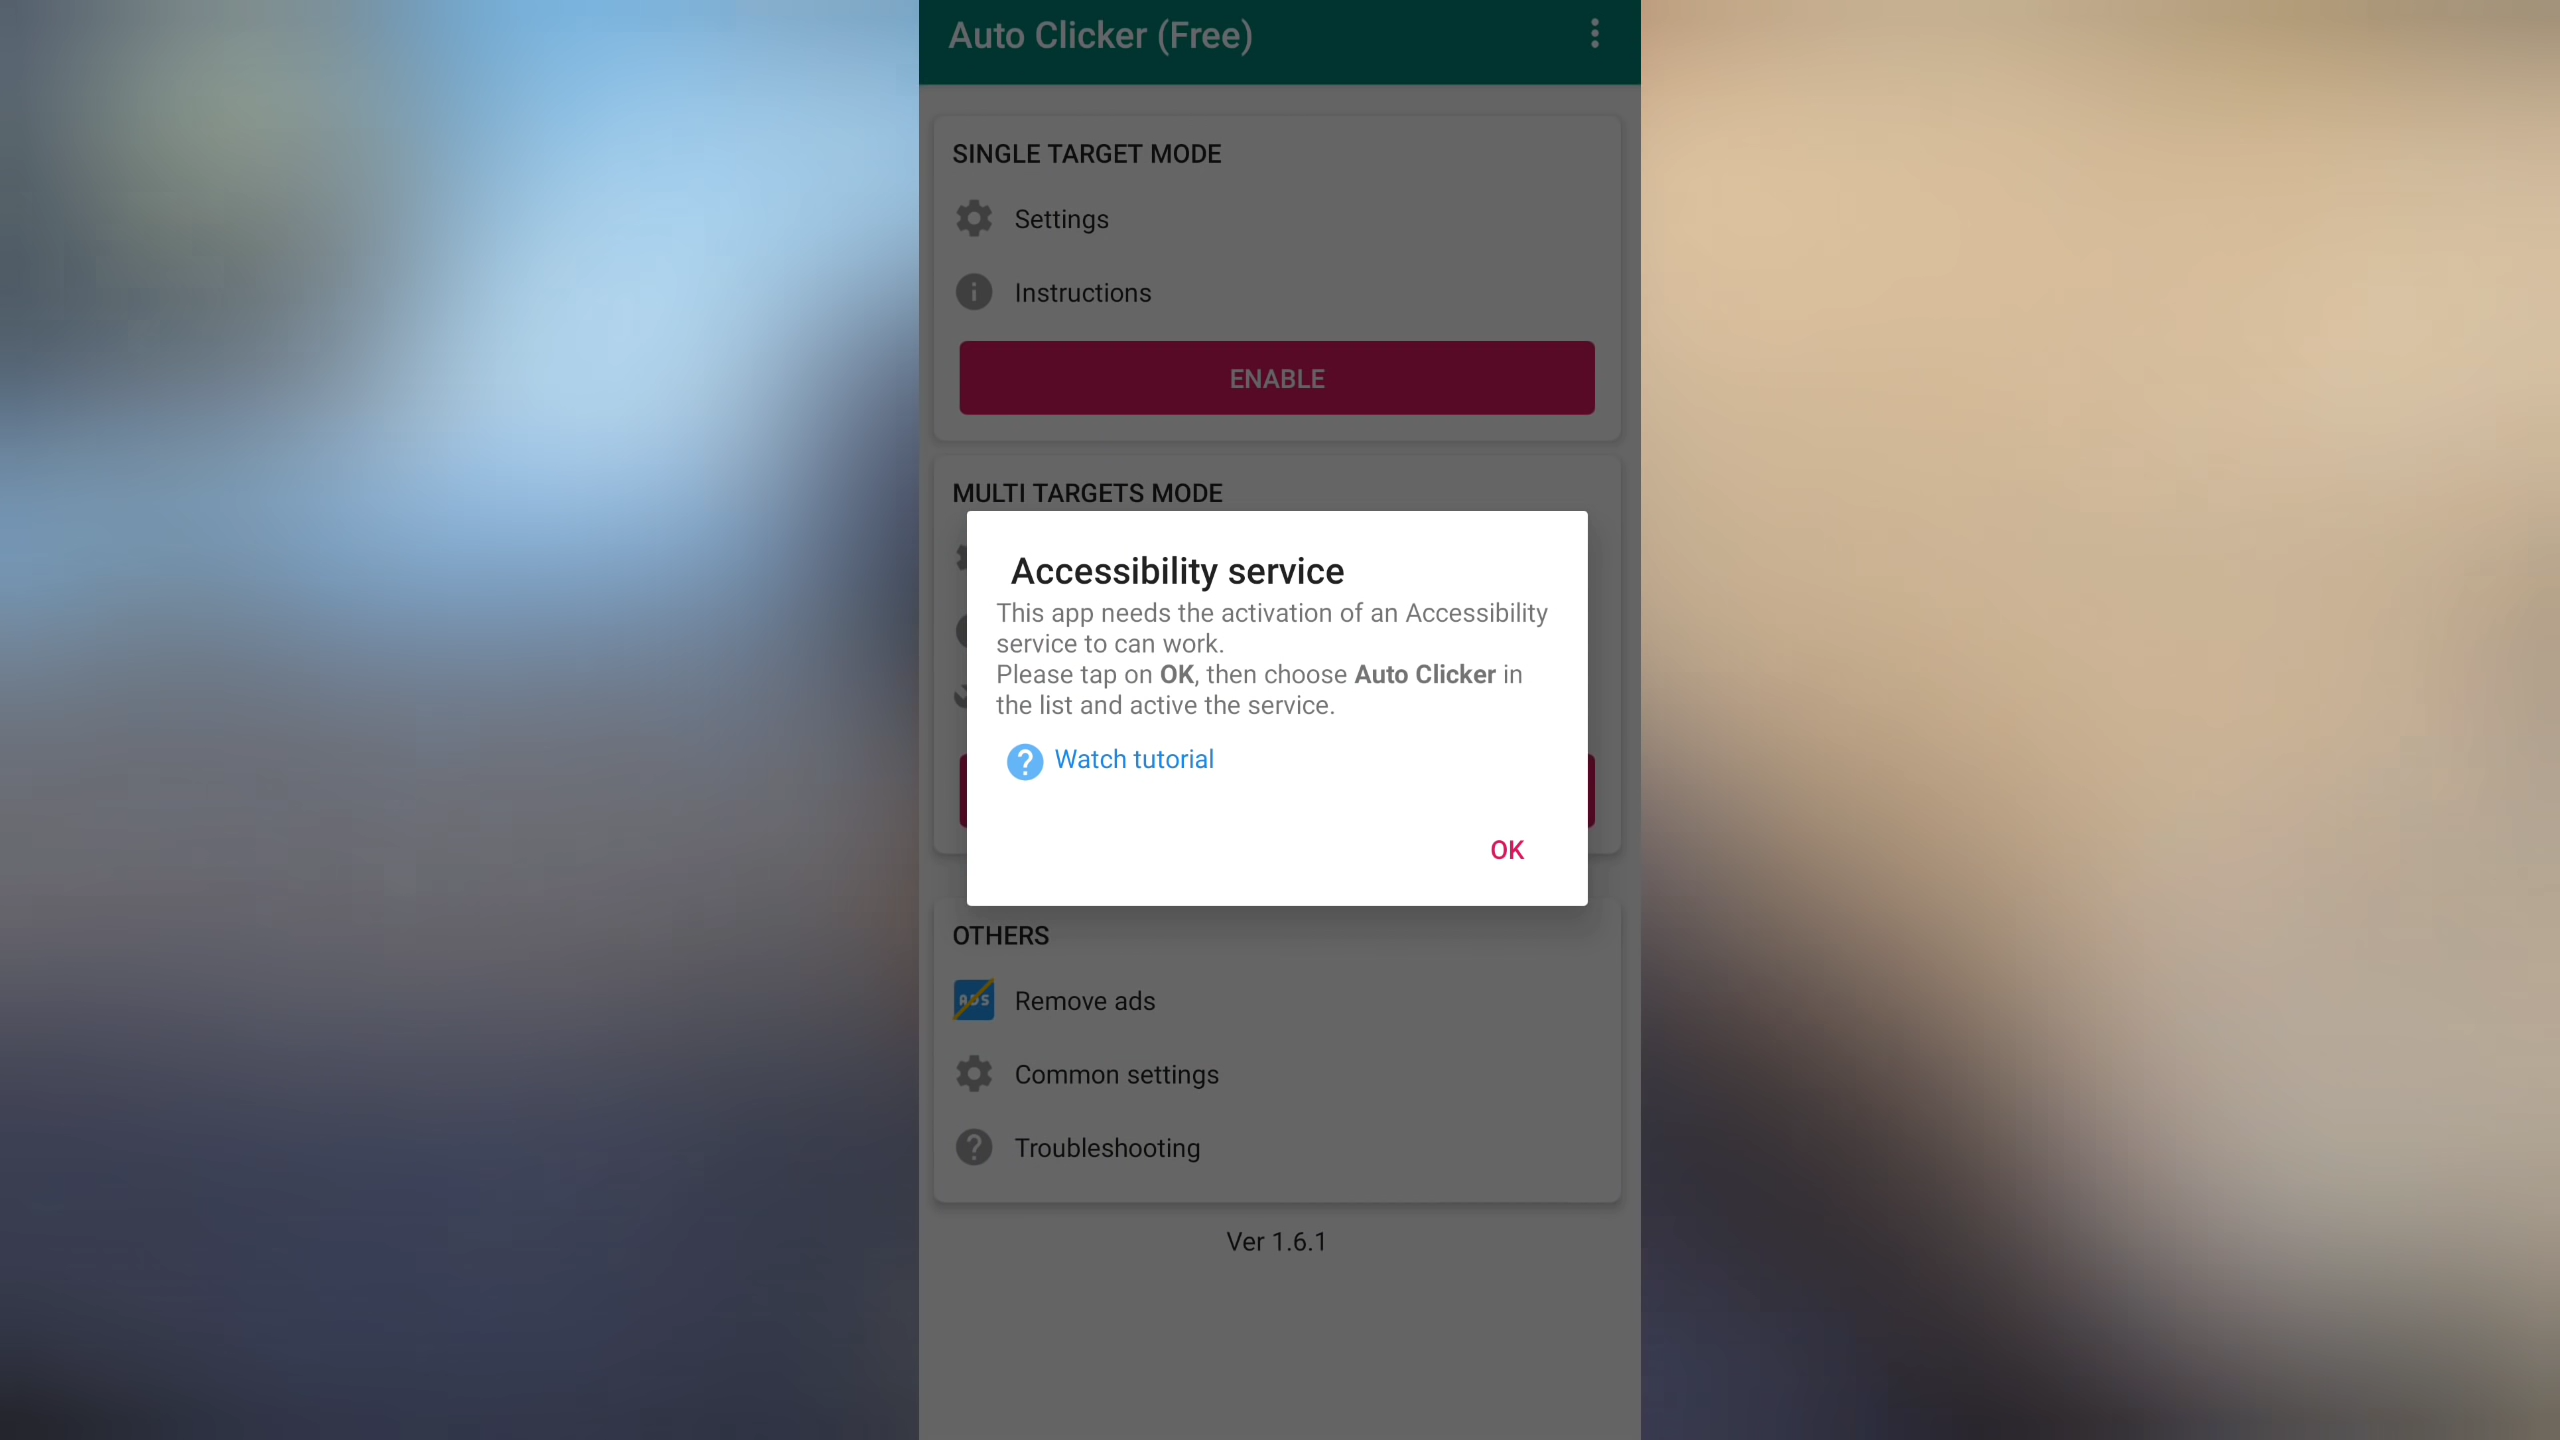 Auto Clicker (Free)
SINGLE TARGET MODE
Settings
Instructions
ENABLE
MULTI TARGETS MODE
Accessibility service
This app needs the activation of an Accessibility
service to can work.
Please tap on OK, then choose Auto Clicker in
the list and active the service.
Watch tutorial
OK
OTHERS
ADS
Remove ads
Common settings
Troubleshooting
Ver 1.6.1